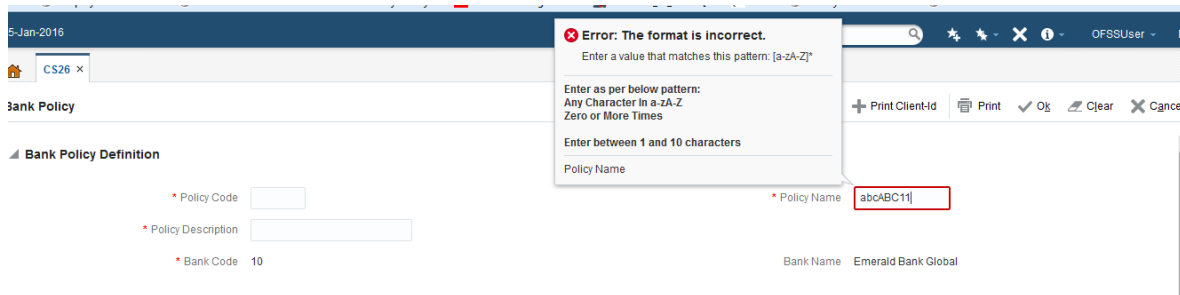 5-Jan-2016
OFSSUser
CS26 ×
Error: The format is incorrect.
Enter a value that matches this pattern: [a-zA-Z]*
Enter as per below pattern:
Any Character In a-zA-Z
Zero or More Times
Enter between 1 and 10 characters
Policy Name
Bank Policy
Print Client-Id Print Ok Clear Cance
Bank Policy Definition
* Policy Code
* Policy Name abcABC11
* Policy Description
* Bank Code 10
Bank Name Emerald Bank Global